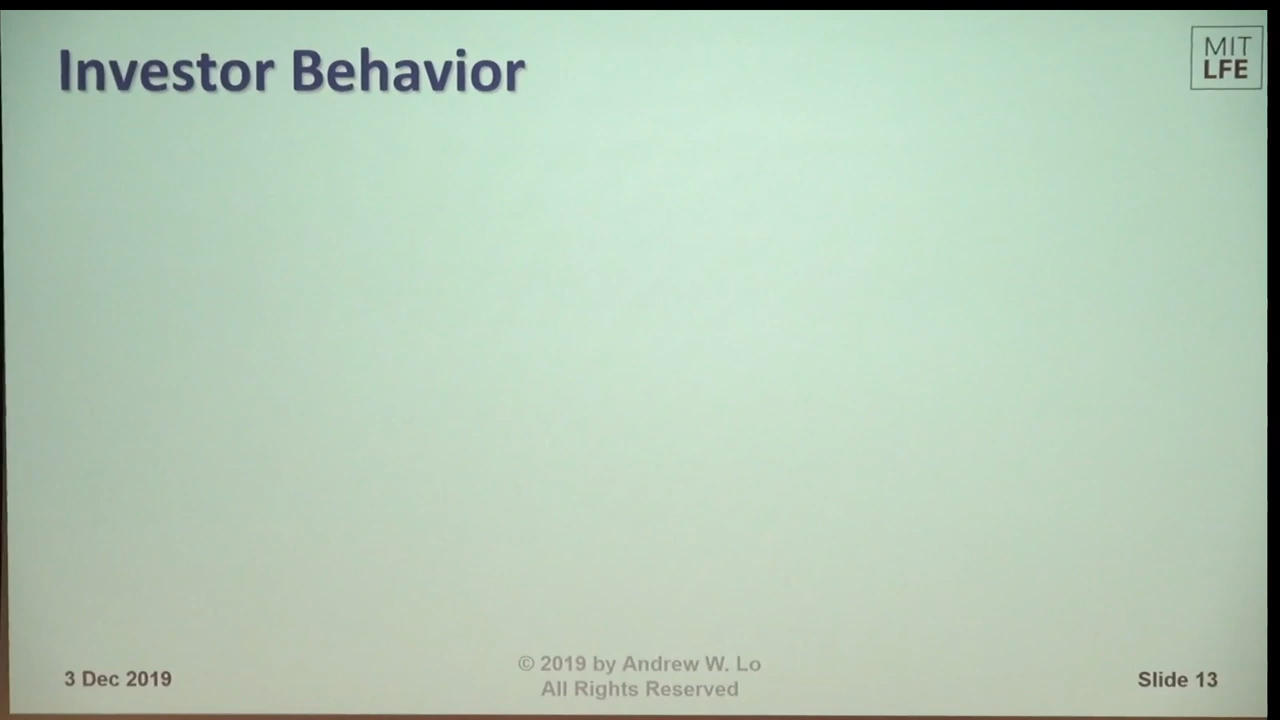 Investor Behavior
MIT
LFE
3 Dec 2019
© 2019 by Andrew W. Lo
All Rights Reserved
Slide 13